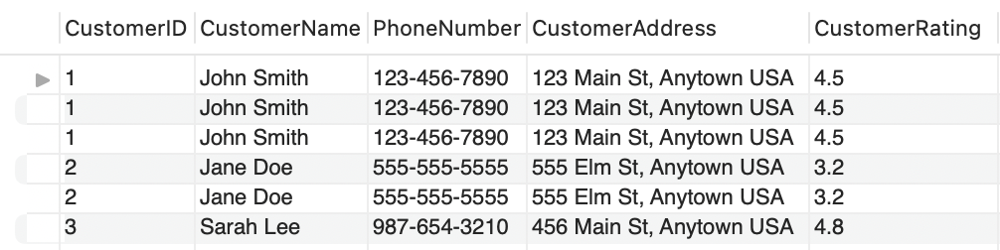 CustomerID CustomerName PhoneNumber CustomerAddress CustomerRating
1 John Smith 123-456-7890 123 Main St, Anytown USA 4.5
1 John Smith 123-456-7890 123 Main St, Anytown USA 4.5
1 John Smith 123-456-7890 123 Main St, Anytown USA 4.5
2 Jane Doe 555-555-5555 555 Elm St, Anytown USA 3.2
2 Jane Doe 555-555-5555 555 Elm St, Anytown USA 3.2
3 Sarah Lee 987-654-3210 456 Main St, Anytown USA 4.8